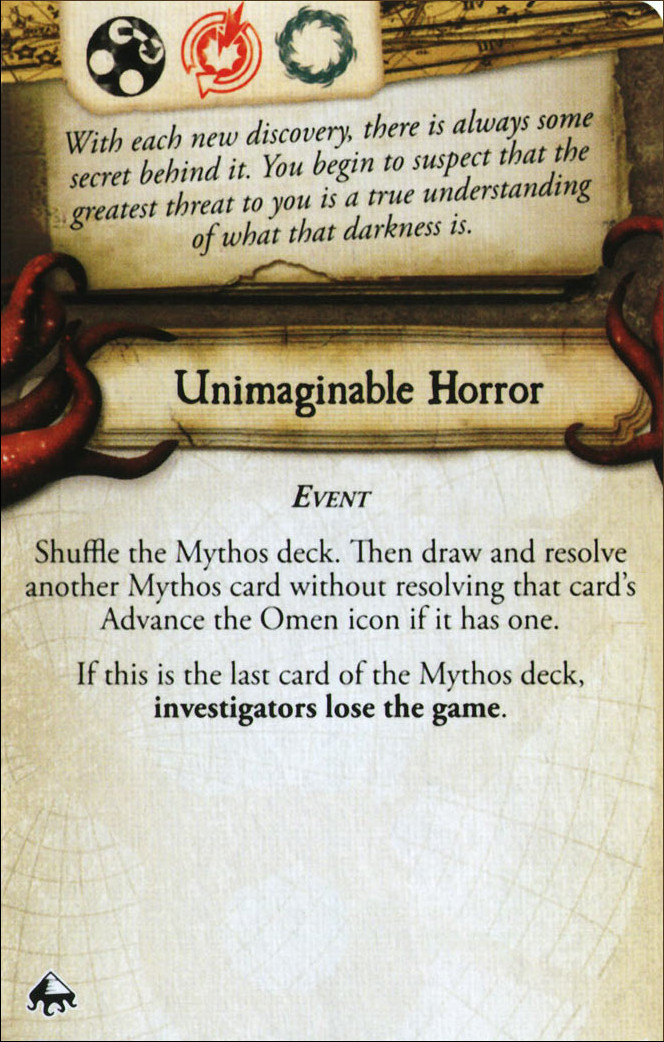 With each new discovery, there is always some
secret behind it. You begin to suspect that the
greatest threat to you is a true understanding
of what that darkness is.
Unimaginable Horror
Event
Shuffle the Mythos deck. Then draw and resolve
another Mythos card without resolving that card's
Advance the Omen icon if it has one.
If this is the last card of the Mythos deck,
investigators lose the game.